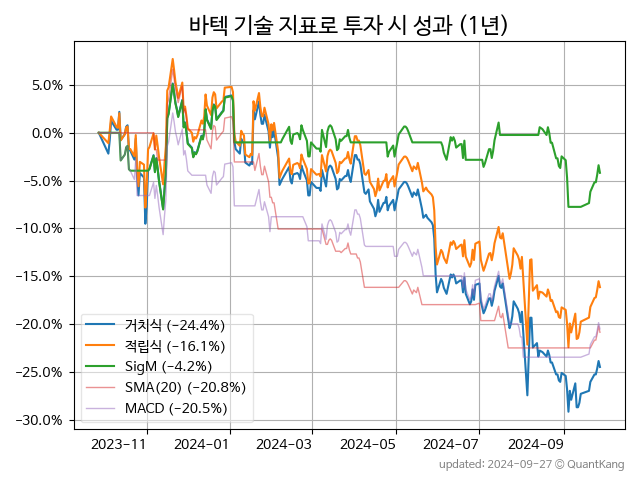 바텍 기술 지표로 투자 시 성과 (1년)
5.0%
0.0%
−5.0%
−10.0%
−15.0%
−20.0%
−25.0%
−30.0%
거치식 (−24.4%)
적립식 (−16.1%)
SigM (−4.2%)
SMA(20) (−20.8%)
MACD (−20.5%)
2023-11 2024-01 2024-03 2024-05 2024-07 2024-09
updated: 2024-09-27 © QuantKang